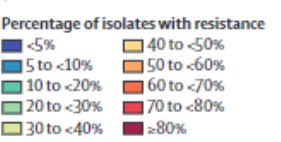 Percentage of isolates with resistance
<5%
5 to <10%
10 to <20%
20 to <30%
30 to <40%
40 to <50%
50 to <60%
60 to <70%
70 to <80%
≥80%